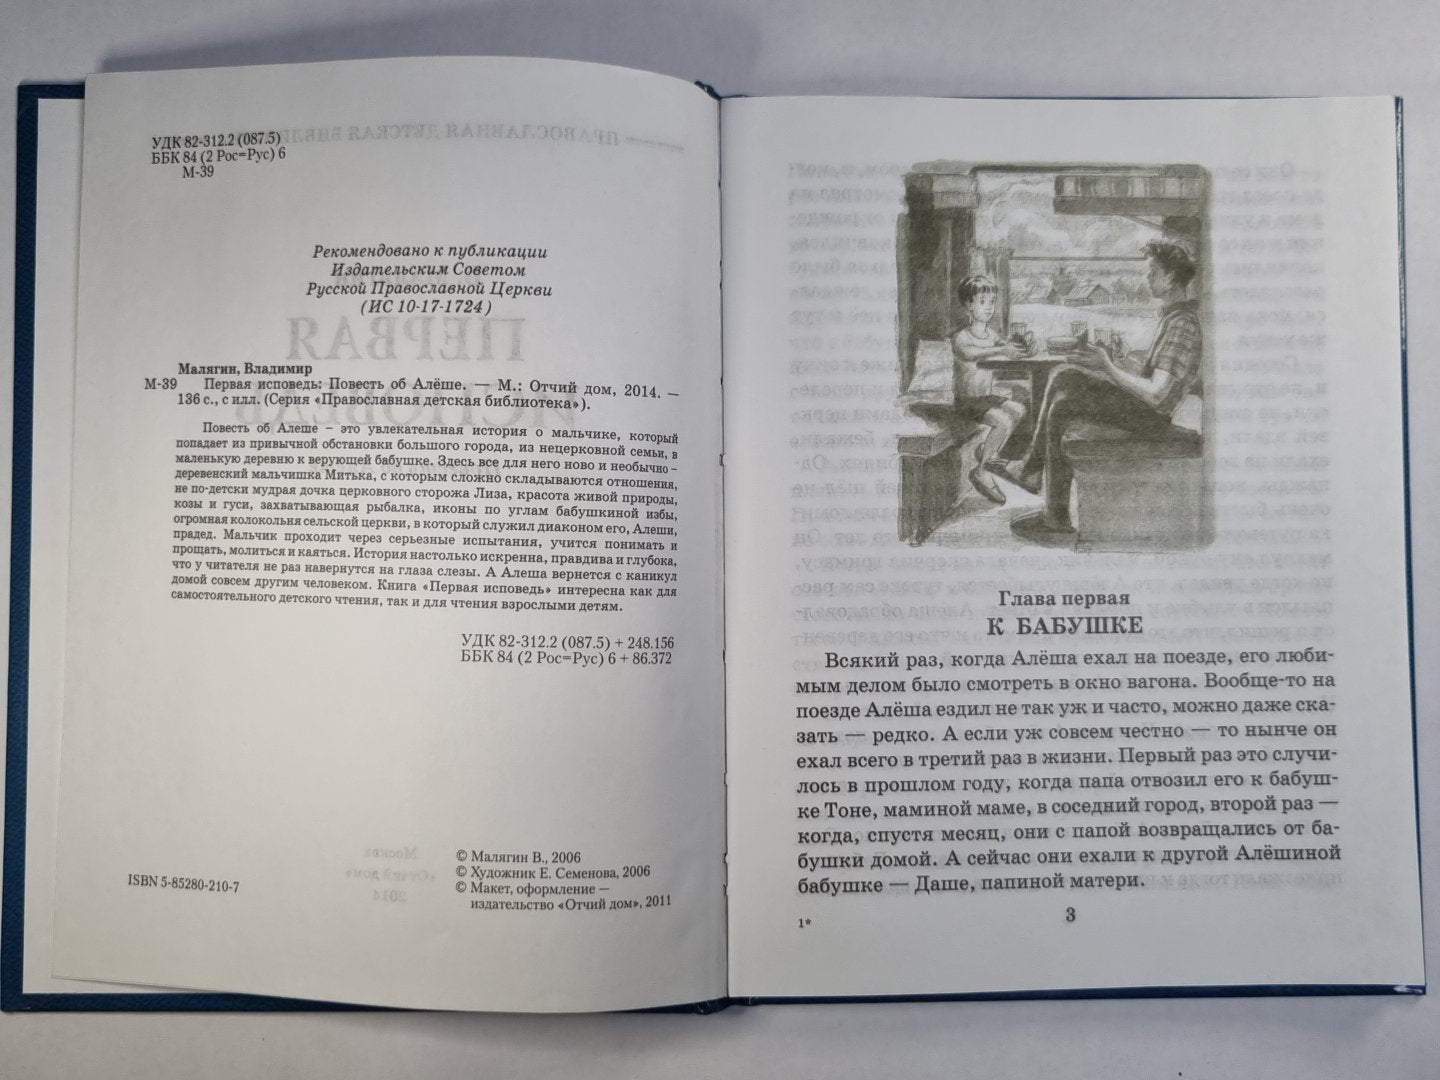 УДК 82-312.2 (087.5)
ББК 84 (2 Рос=Рус) 6
М-39
Рекомендовано к публикации
Издательским Советом
Русской Православной Церкви
(ИС 10-17-1724)
Малягин, Владимир
М-39 Первая исповедь: Повесть об Алёше. — М.: Отчий дом, 2014. —
136 с., с илл. (Серия «Православная детская библиотека»).
Повесть об Алеше – это увлекательная история о мальчике, который
попадает из привычной обстановки большого города, из нецерковной семьи, в
маленькую деревню к верующей бабушке. Здесь все для него ново и необычно –
деревенский мальчишка Митька, с которым сложно складываются отношения,
не по-детски мудрая дочка церковного сторожа Лиза, красота живой природы,
козы и гуси, захватывающая рыбалка, иконы по углам бабушкиной избы,
огромная колокольня сельской церкви, в который служил диаконом его, Алеши,
прадед. Мальчик проходит через серьезные испытания, учится понимать и
прощать, молиться и каяться. История настолько искренна, правдива и глубока,
что у читателя не раз навернутся на глаза слезы. А Алеша вернется с каникул
домой совсем другим человеком. Книга «Первая исповедь» интересна как для
самостоятельного детского чтения, так и для чтения взрослыми детям.
УДК 82-312.2 (087.5) + 248.156
ББК 84 (2 Рос=Рус) 6 + 86.372
ISBN 5-85280-210-7
© Малягин В., 2006
© Художник Е. Семенова, 2006
© Макет, оформление —
издательство «Отчий дом», 2011
Глава первая
К БАБУШКЕ
Всякий раз, когда Алёша ехал на поезде, его люби-
мым делом было смотреть в окно вагона. Вообще-то на
поезде Алёша ездил не так уж и часто, можно даже ска-
зать — редко. А если уж совсем честно — то нынче он
ехал всего в третий раз в жизни. Первый раз это случи-
лось в прошлом году, когда папа отвозил его к бабуш-
ке Тоне, маминой маме, в соседний город, второй раз —
когда, спустя месяц, они с папой возвращались от ба-
бушки домой. А сейчас они ехали к другой Алёшиной
бабушке — Даше, папиной матери.
1*
3